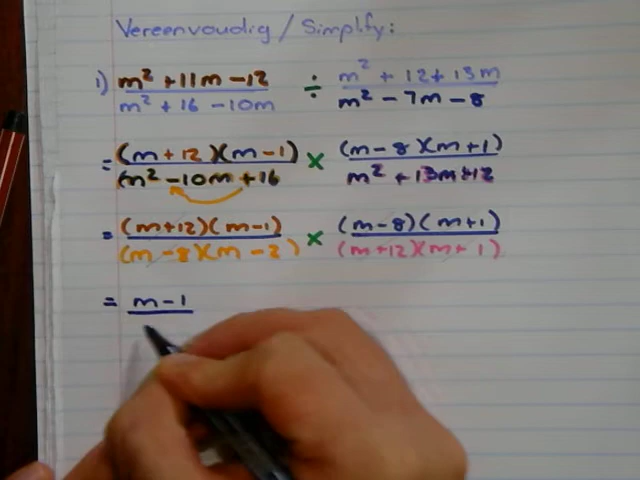 Vereenvoudig / Simplify:
1) m² + 11m - 12 / m² + 16 - 10m ÷ m² + 12 + 13m / m² - 7m - 8
= (m + 12)(m - 1) / (m² - 10m + 16 × (m - 8)(m + 1) / m² + 13m + 12
= (m + 12)(m - 1) / (m - 8)(m - 2) × (m - 8)(m + 1) / (m + 12)(m + 1)
= m - 1